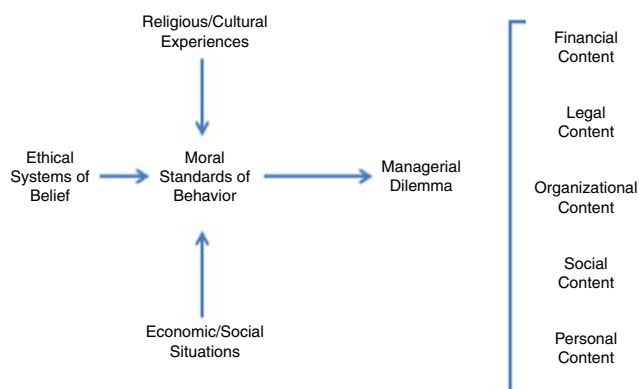 Religious/Cultural
Experiences
Ethical
Systems of
Belief
Moral
Standards of
Behavior
Managerial
Dilemma
Economic/Social
Situations
Financial
Content
Legal
Content
Organizational
Content
Social
Content
Personal
Content